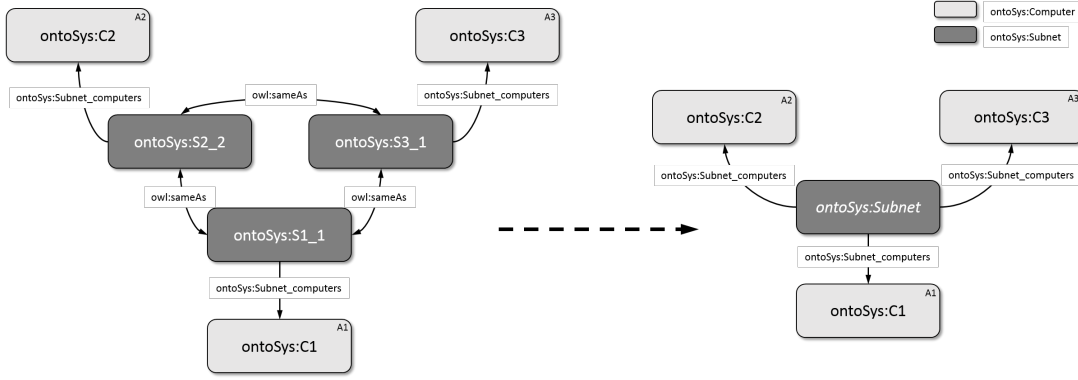 A2
ontoSys:C2
A3
ontoSys:C3
ontoSys:Subnet_computers
owl:sameAs
ontoSys:Subnet_computers
ontoSys:S2_2
ontoSys:S3_1
owl:sameAs
owl:sameAs
ontoSys:S1_1
ontoSys:Subnet_computers
A1
ontoSys:C1
ontoSys:Computer
ontoSys:Subnet
A2
ontoSys:C2
A3
ontoSys:C3
ontoSys:Subnet_computers
ontoSys:Subnet_computers
ontoSys:Subnet
ontoSys:Subnet_computers
A1
ontoSys:C1